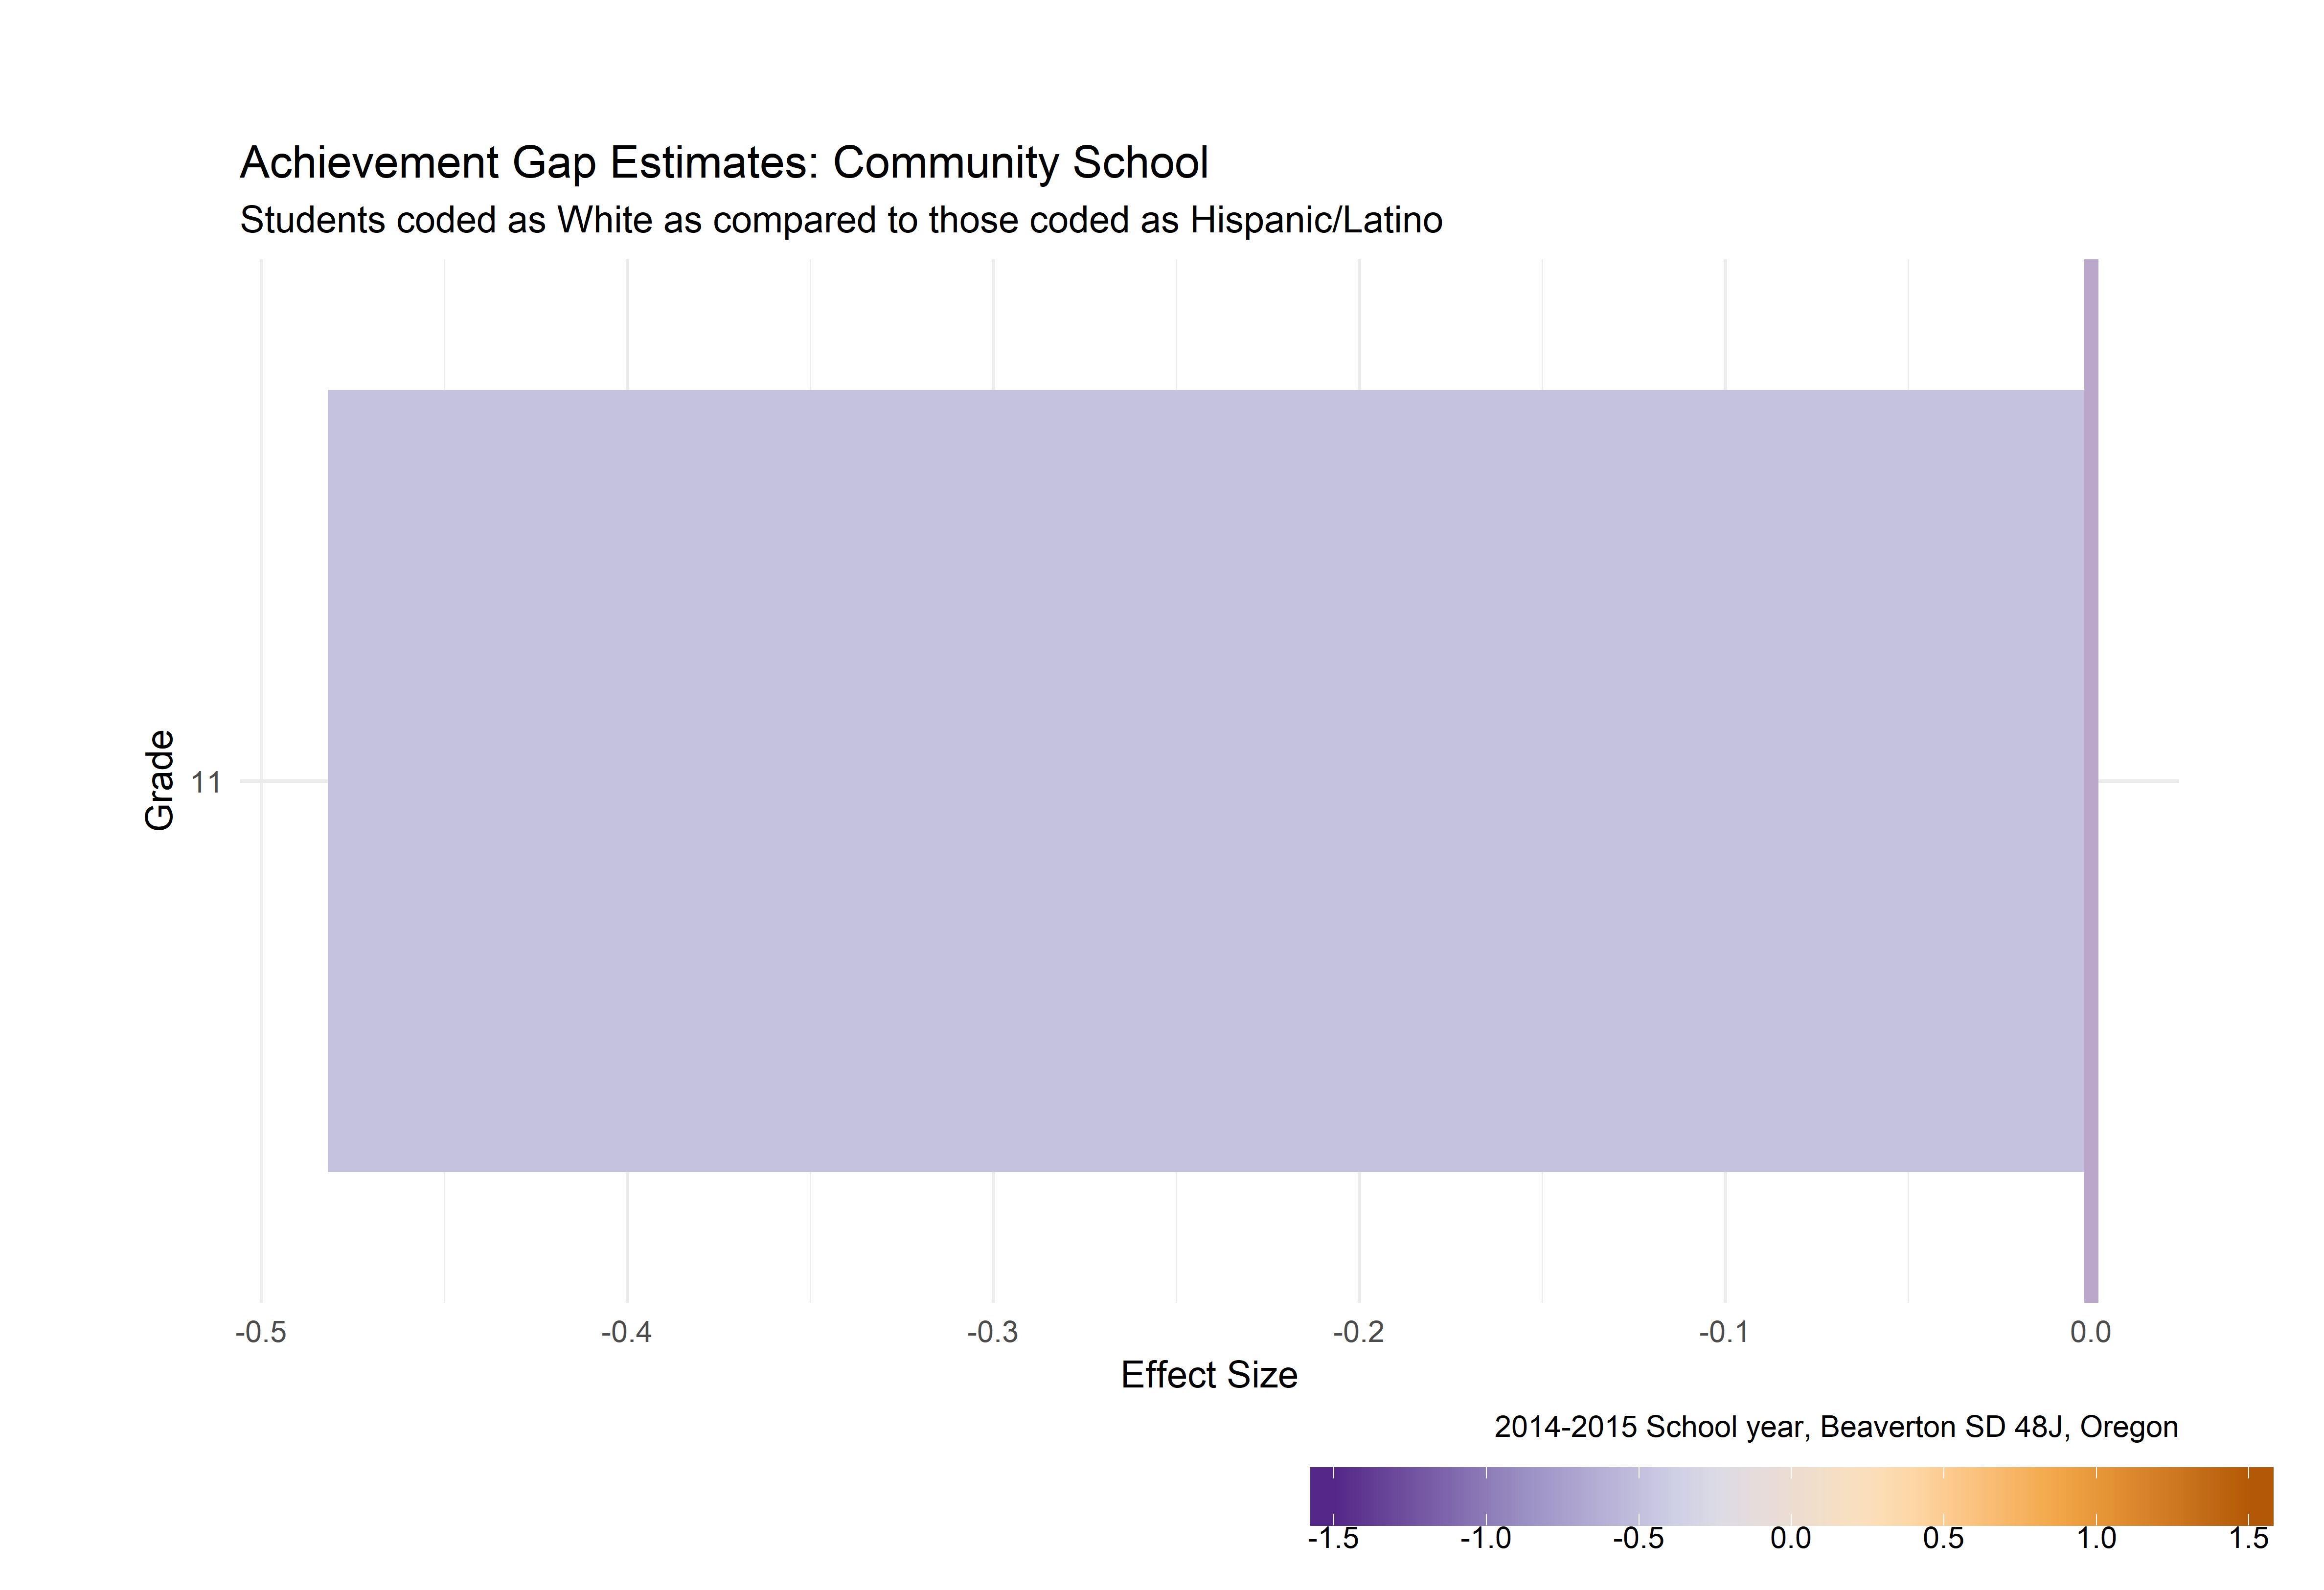 Achievement Gap Estimates: Community School
Students coded as White as compared to those coded as Hispanic/Latino
Grade
11
-0.5 -0.4 -0.3 -0.2 -0.1 0.0
Effect Size
2014-2015 School year, Beaverton SD 48J, Oregon
-1.5 -1.0 -0.5 0.0 0.5 1.0 1.5